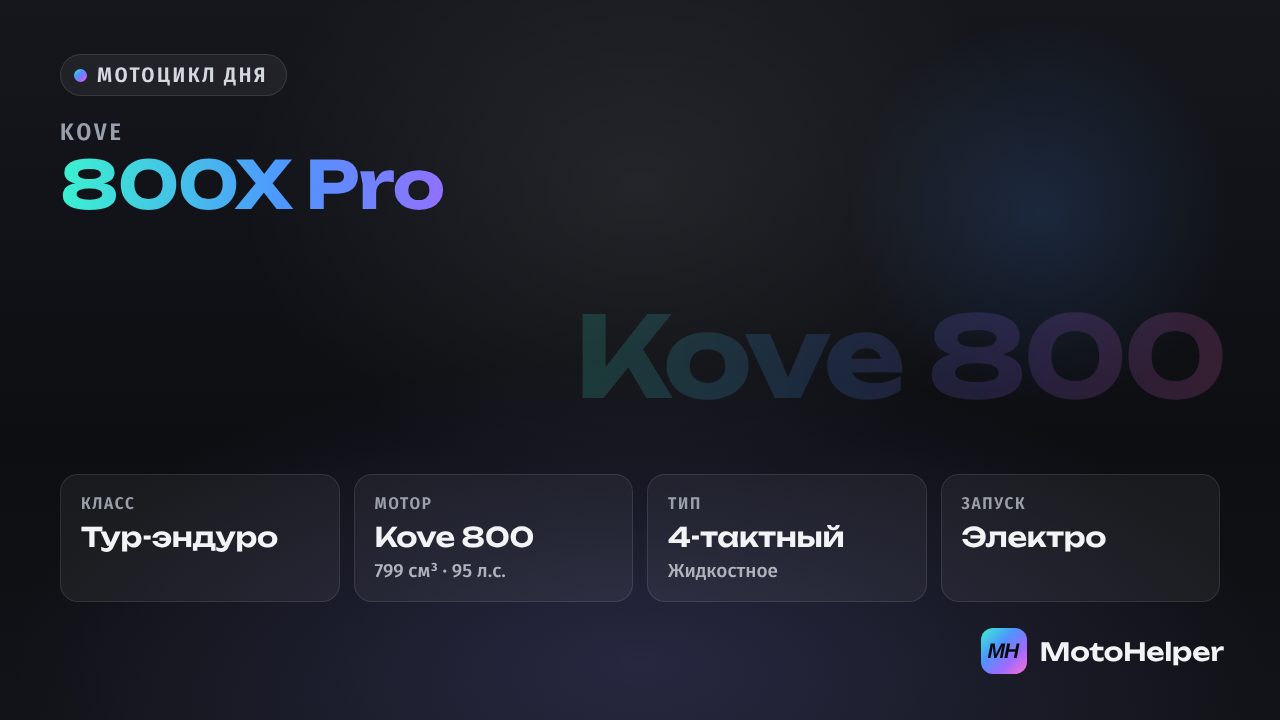 МОТОЦИКЛ ДНЯ
KOVE
800X Pro
Kove 800
КЛАСС
Тур-эндуро
МОТОР
Kove 800
799 см³ · 95 л.с.
ТИП
4-тактный
Жидкостное
ЗАПУСК
Электро
MH MotoHelper